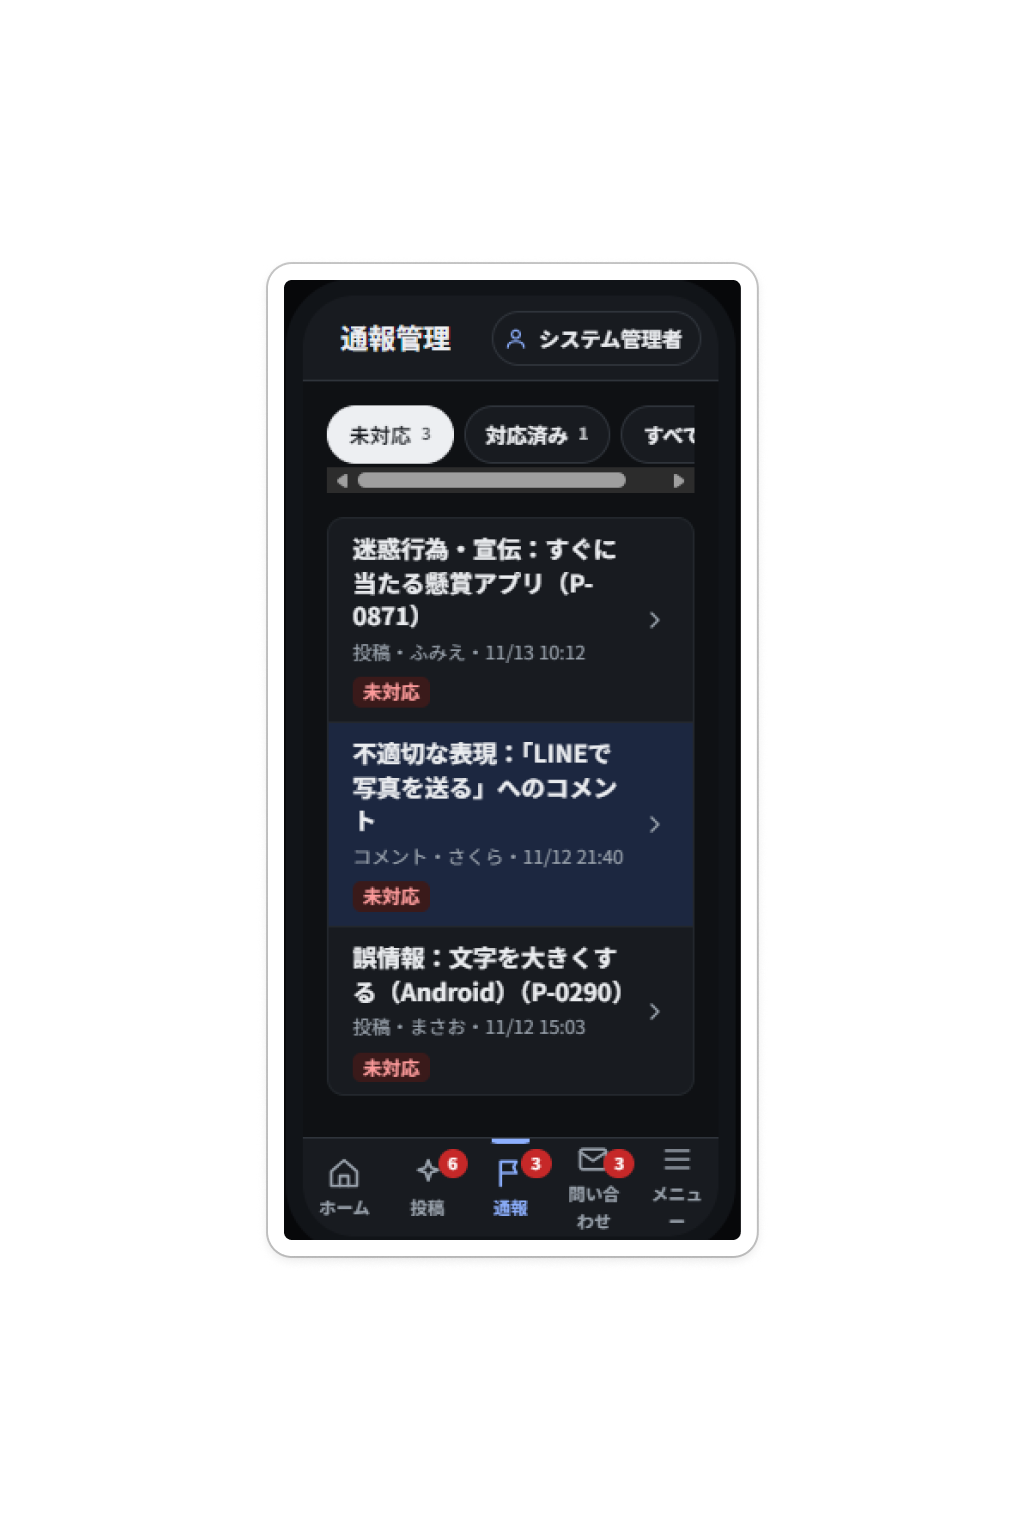 通報管理
システム管理者
未対応 3
対応済み 1
すべて
迷惑行為・宣伝：すぐに
当たる懸賞アプリ（P-
0871）
投稿・ふみえ・11/13 10:12
未対応
不適切な表現：「LINEで
写真を送る」へのコメン
ト
コメント・さくら・11/12 21:40
未対応
誤情報：文字を大きくす
る（Android）（P-0290）
投稿・まさお・11/12 15:03
未対応
6
3
3
ホーム
投稿
通報
問い合
わせ
メニュ
ー